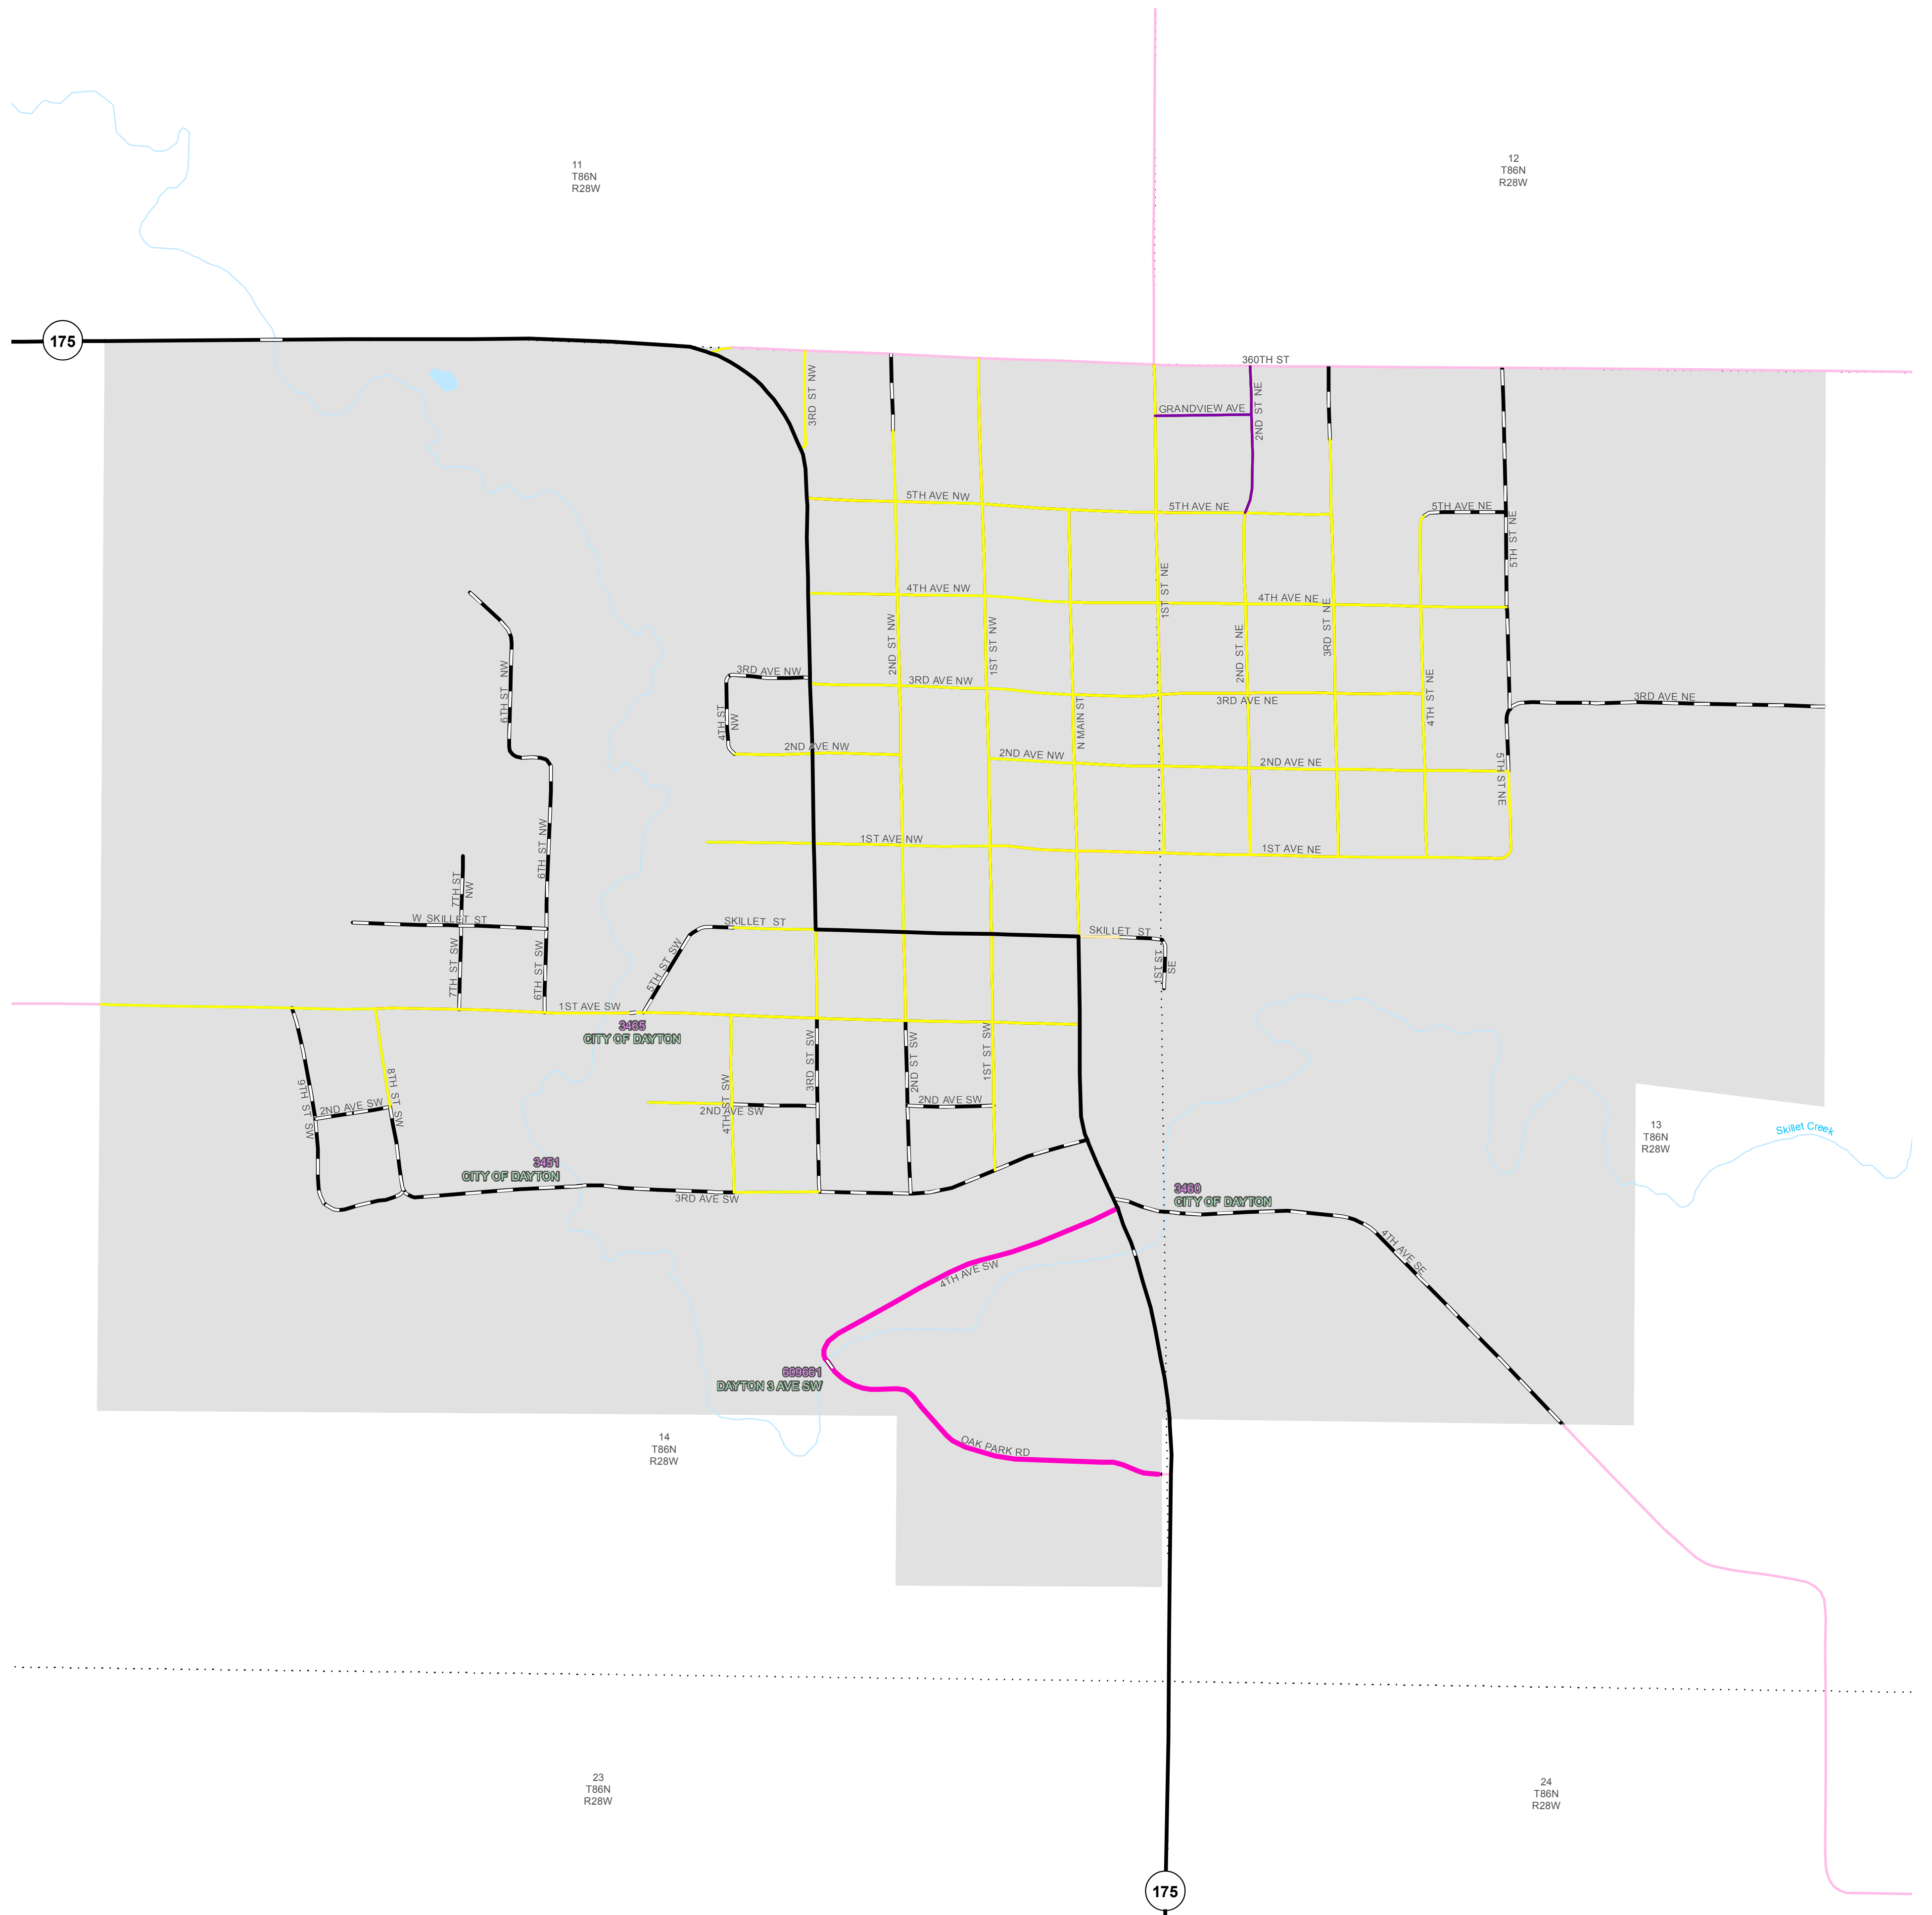 11
T86N
R28W
12
T86N
R28W
175
360TH ST
3RD ST NW
GRANDVIEW AVE
2ND ST NE
5TH AVE NW
5TH AVE NE
5TH AVE NE
5TH ST NE
4TH AVE NW
4TH AVE NE
1ST ST NE
2ND ST NW
1ST ST NW
2ND ST NE
3RD ST NE
6TH ST NW
3RD AVE NW
3RD AVE NW
3RD AVE NE
4TH ST NE
3RD AVE NE
4TH ST
NW
N MAIN ST
2ND AVE NW
2ND AVE NW
2ND AVE NE
5TH ST NE
6TH ST NW
1ST AVE NW
1ST AVE NE
7TH ST
NW
W SKILLET ST
SKILLET ST
SKILLET ST
7TH ST SW
6TH ST SW
5TH ST SW
1ST ST
SE
1ST AVE SW
3465
CITY OF DAYTON
9TH ST SW
8TH ST SW
2ND AVE SW
4TH ST SW
2ND AVE SW
3RD ST SW
2ND ST SW
1ST ST SW
2ND AVE SW
13
T86N
R28W
Skillet Creek
3451
CITY OF DAYTON
3RD AVE SW
3460
CITY OF DAYTON
4TH AVE SE
4TH AVE SW
609661
DAYTON 3 AVE SW
OAK PARK RD
14
T86N
R28W
23
T86N
R28W
24
T86N
R28W
175